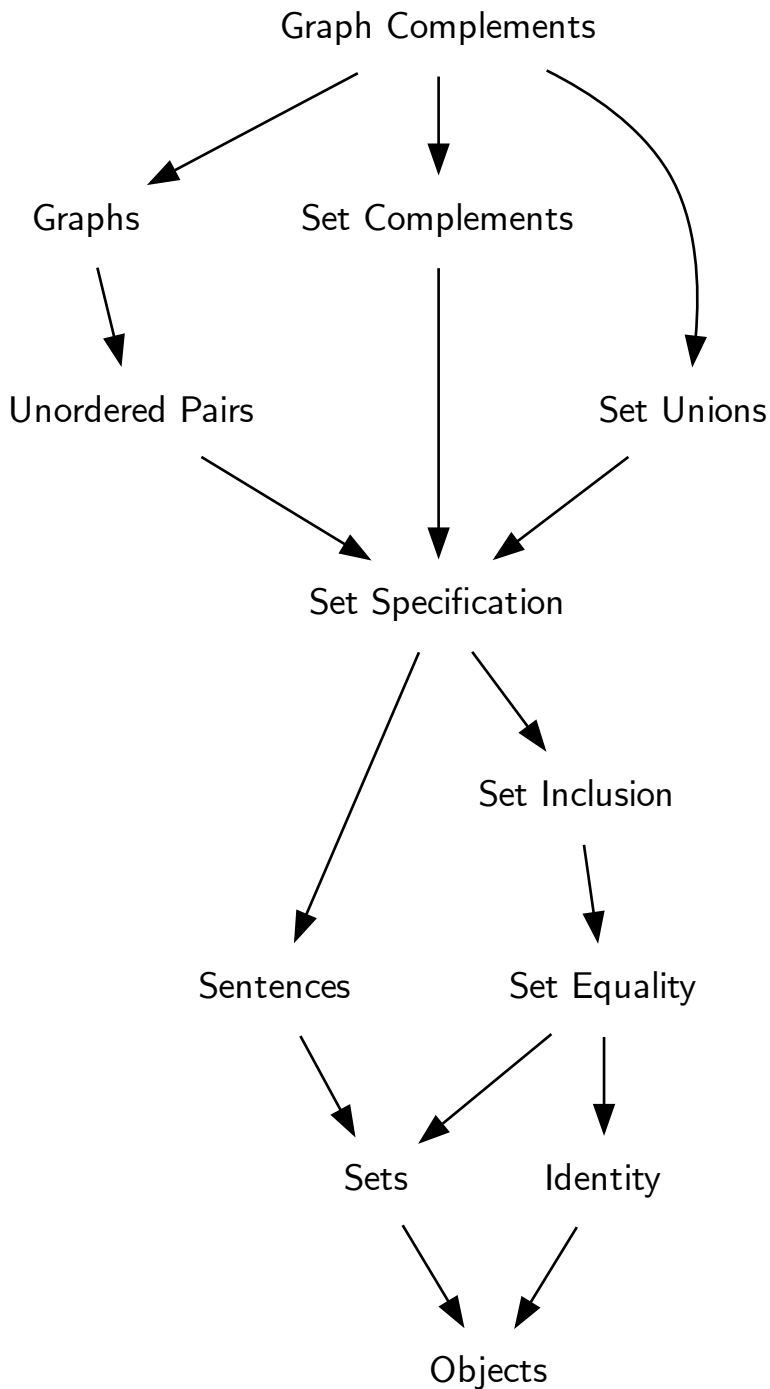 Graph Complements
Graphs
Set Complements
Unordered Pairs
Set Unions
Set Specification
Set Inclusion
Sentences
Set Equality
Sets
Identity
Objects